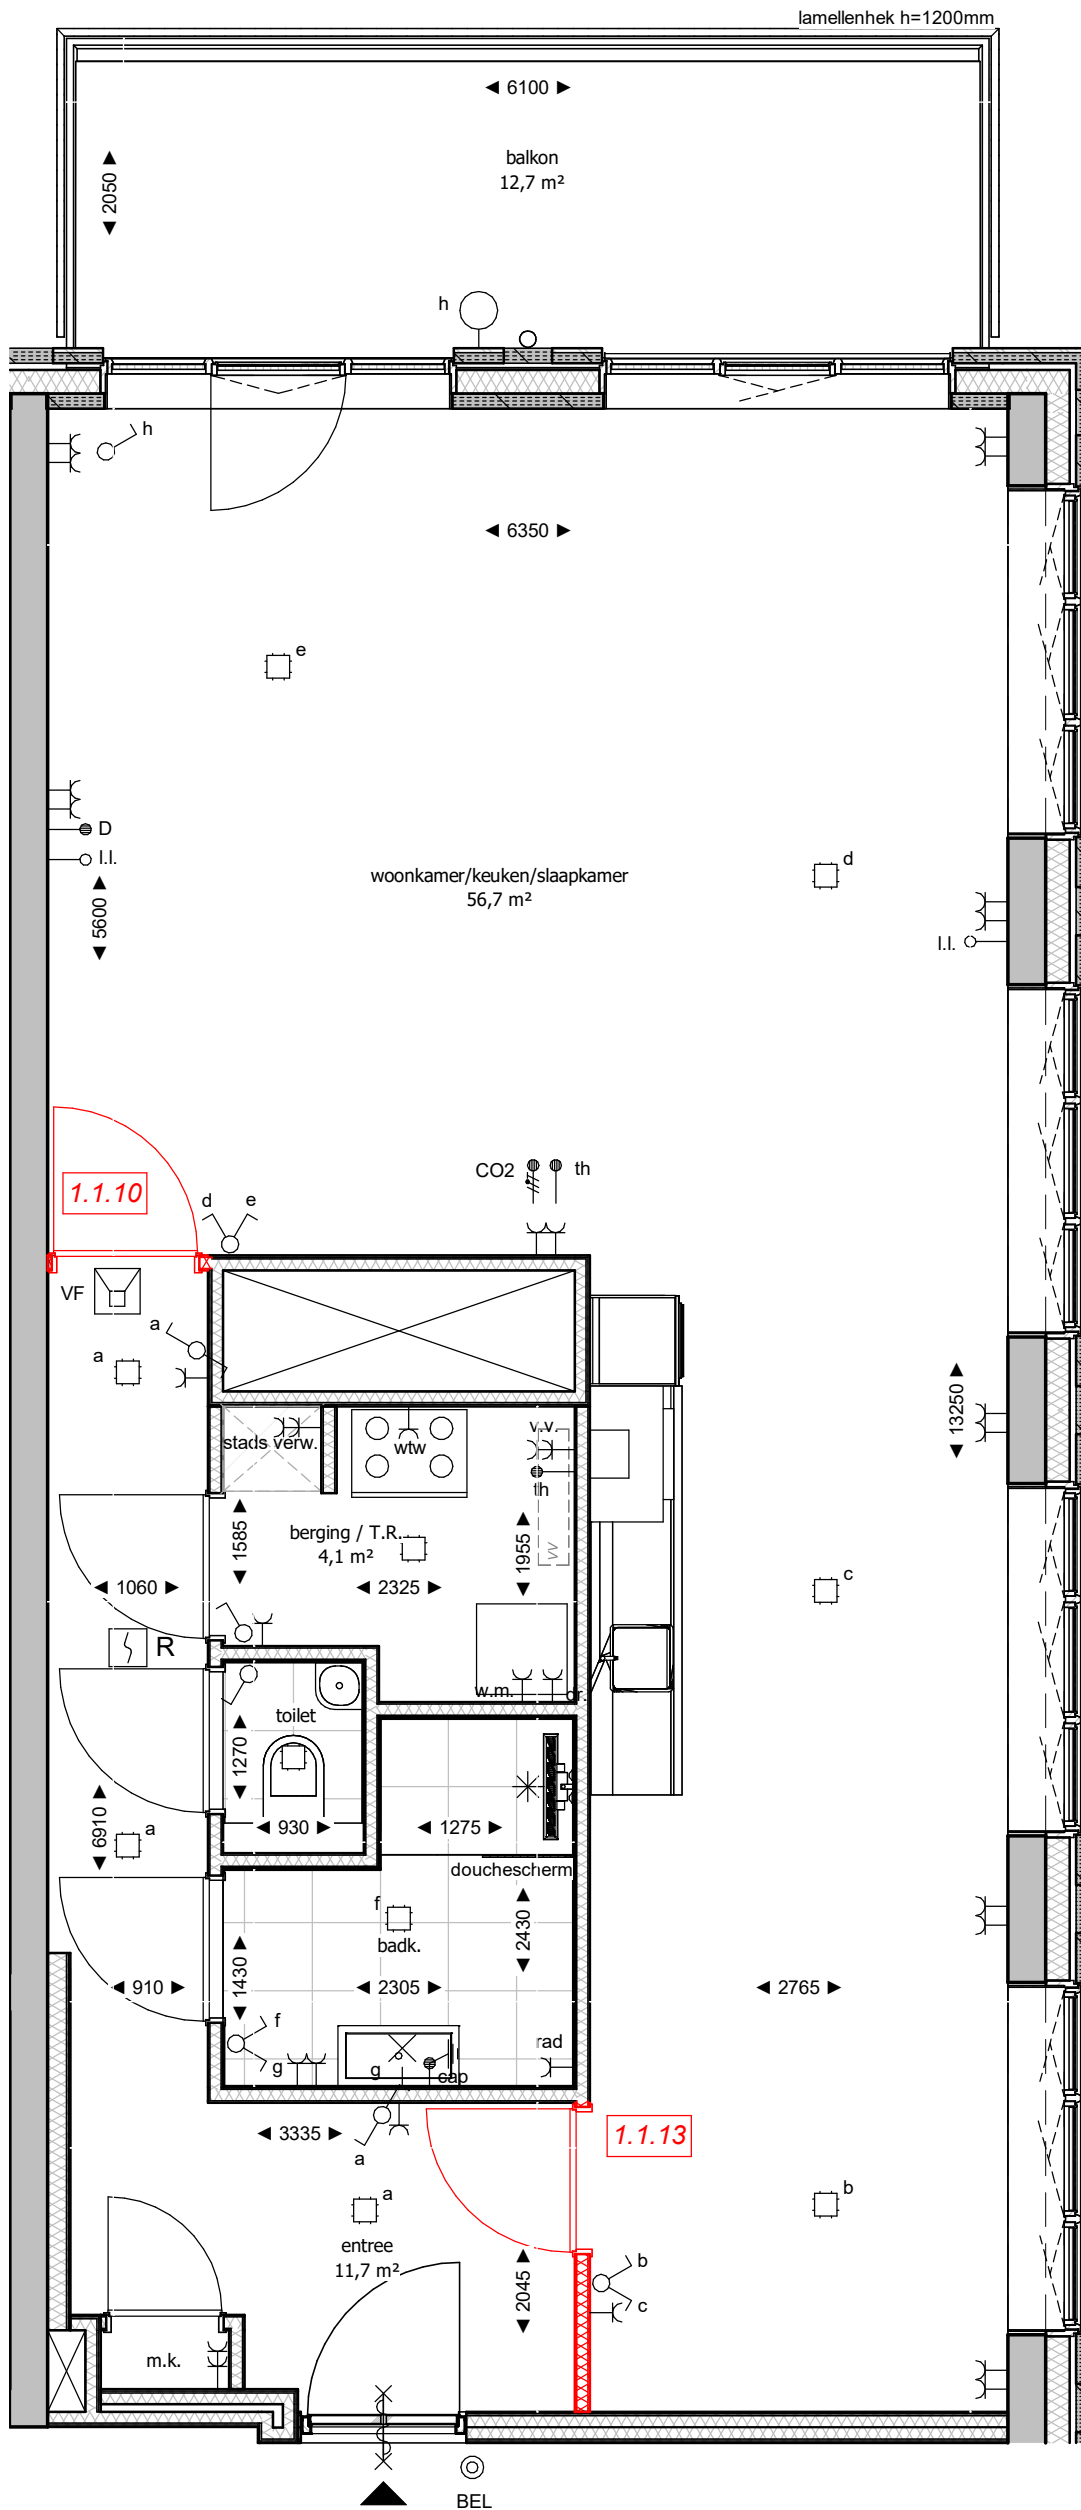 lamellenhek h=1200mm
6100
balkon
12,7 m²
2050
h
h
6350
e
D
l.l.
woonkamer/keuken/slaapkamer
56,7 m²
d
5600
l.l.
CO2
th
1.1.10
d
e
VF
a
a
13250
stads verw.
wtw
v.v.
th
berging / T.R.
4,1 m²
1585
1955
vv
1060
2325
c
R
w.m.
dr.
toilet
1270
6910
a
930
1275
douchescherm
f
badk.
2430
1430
910
2305
2765
f
g
g
cap
rad
3335
a
1.1.13
a
b
entree
11,7 m²
2045
b
c
m.k.
BEL